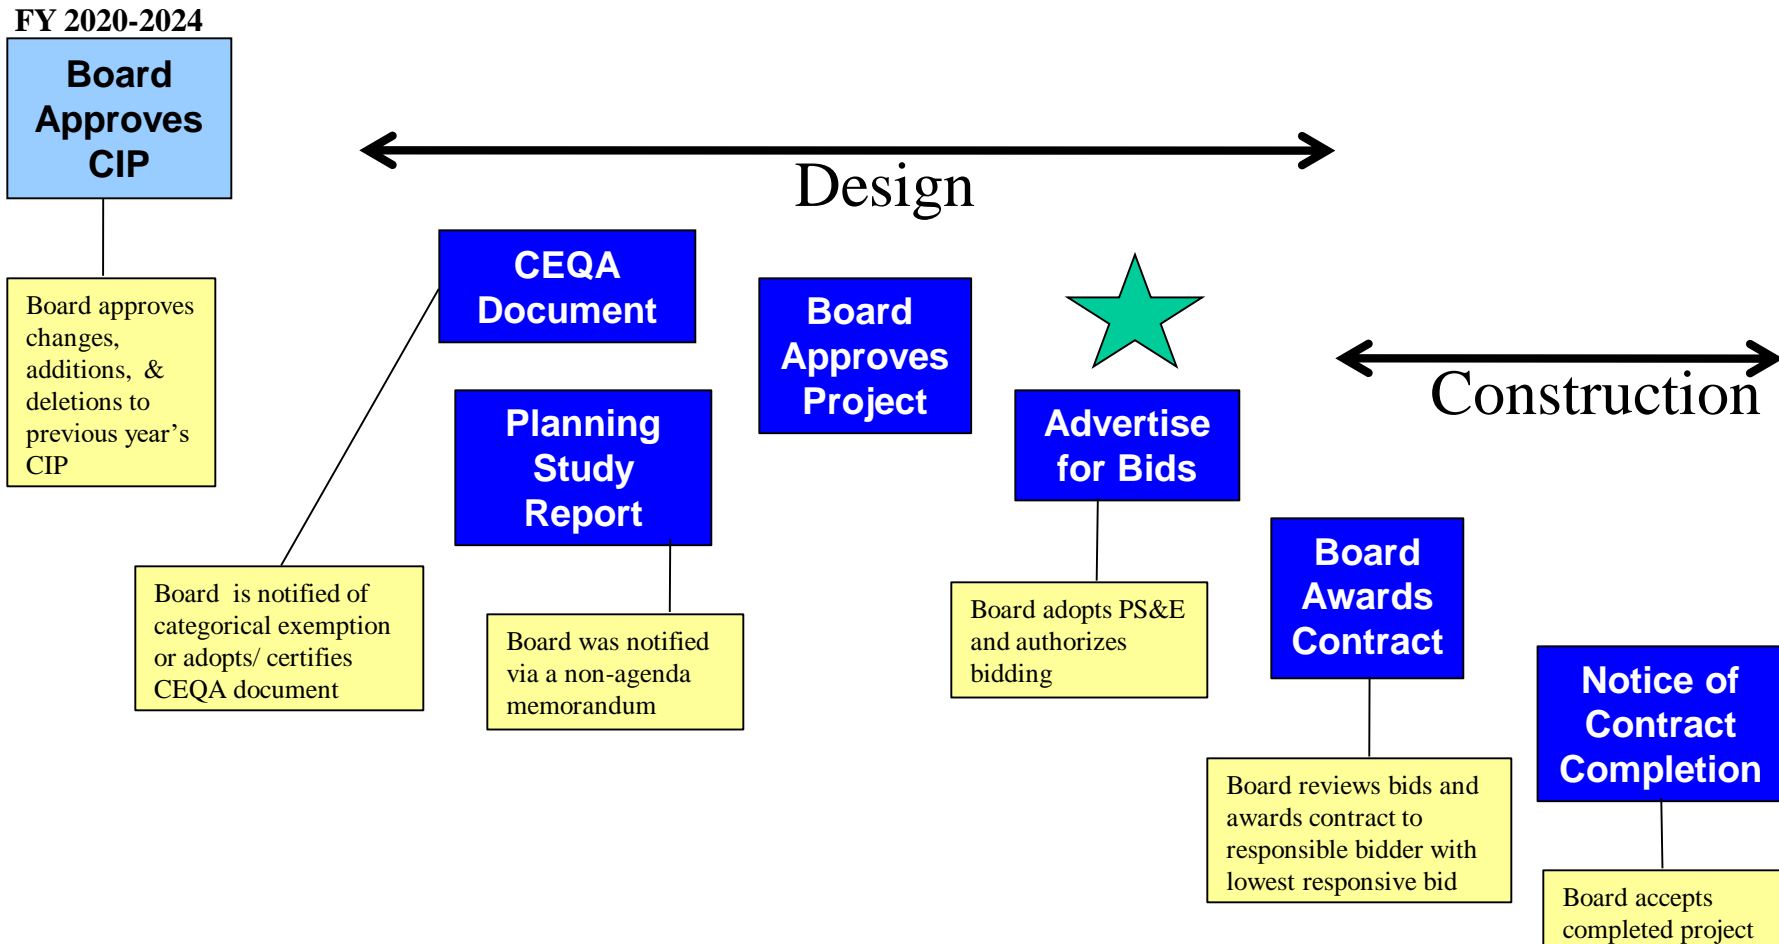 FY 2020-2024
Board
Approves
CIP
Design
Board approves
changes,
additions, &
deletions to
previous year’s
CIP
CEQA
Document
Planning
Study
Report
Board
Approves
Project
Advertise
for Bids
Construction
Board is notified of
categorical exemption
or adopts/ certifies
CEQA document
Board was notified
via a non-agenda
memorandum
Board adopts PS&E
and authorizes
bidding
Board
Awards
Contract
Notice of
Contract
Completion
Board reviews bids and
awards contract to
responsible bidder with
lowest responsive bid
Board accepts
completed project